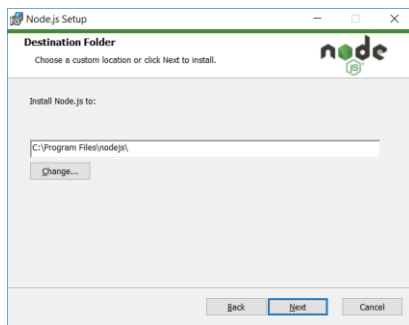 Node.js Setup
Destination Folder
Choose a custom location or click Next to install.
node
JS
Install Node.js to:
C:\Program Files\nodejs\
Change...
Back Next Cancel